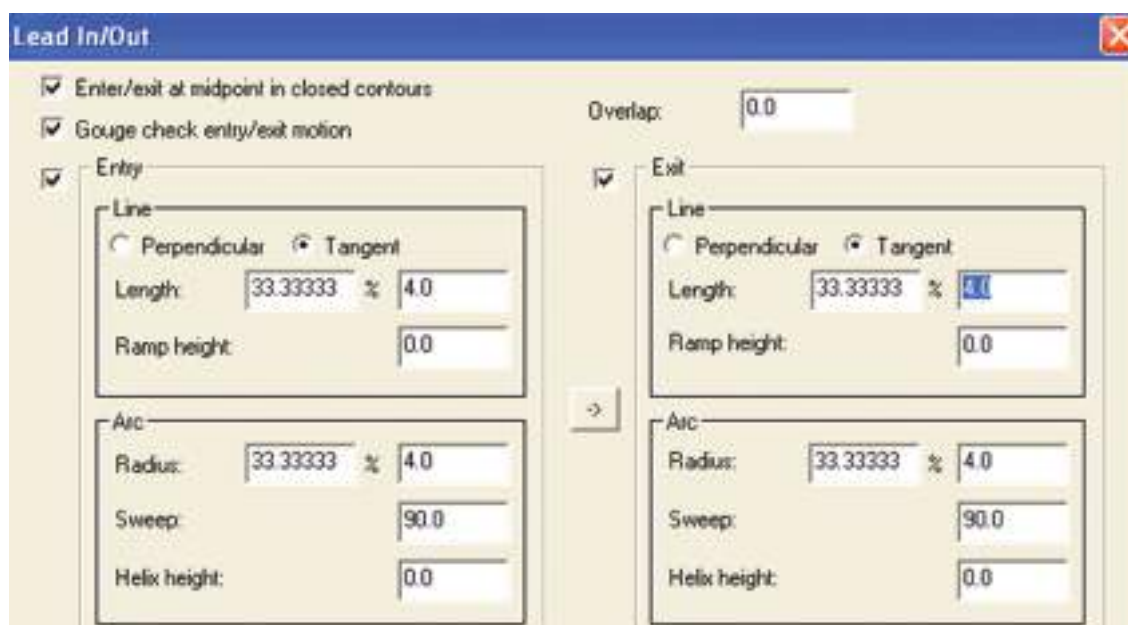 Lead In/Out
Enter/exit at midpoint in closed contours
Overlap: 0.0
Gouge check entry/exit motion
Entry
Line
Perpendicular Tangent
Length: 33.33333 % 4.0
Ramp height: 0.0
Arc
Radius: 33.33333 % 4.0
Sweep: 90.0
Helix height: 0.0
->
Exit
Line
Perpendicular Tangent
Length: 33.33333 % 4.0
Ramp height: 0.0
Arc
Radius: 33.33333 % 4.0
Sweep: 90.0
Helix height: 0.0